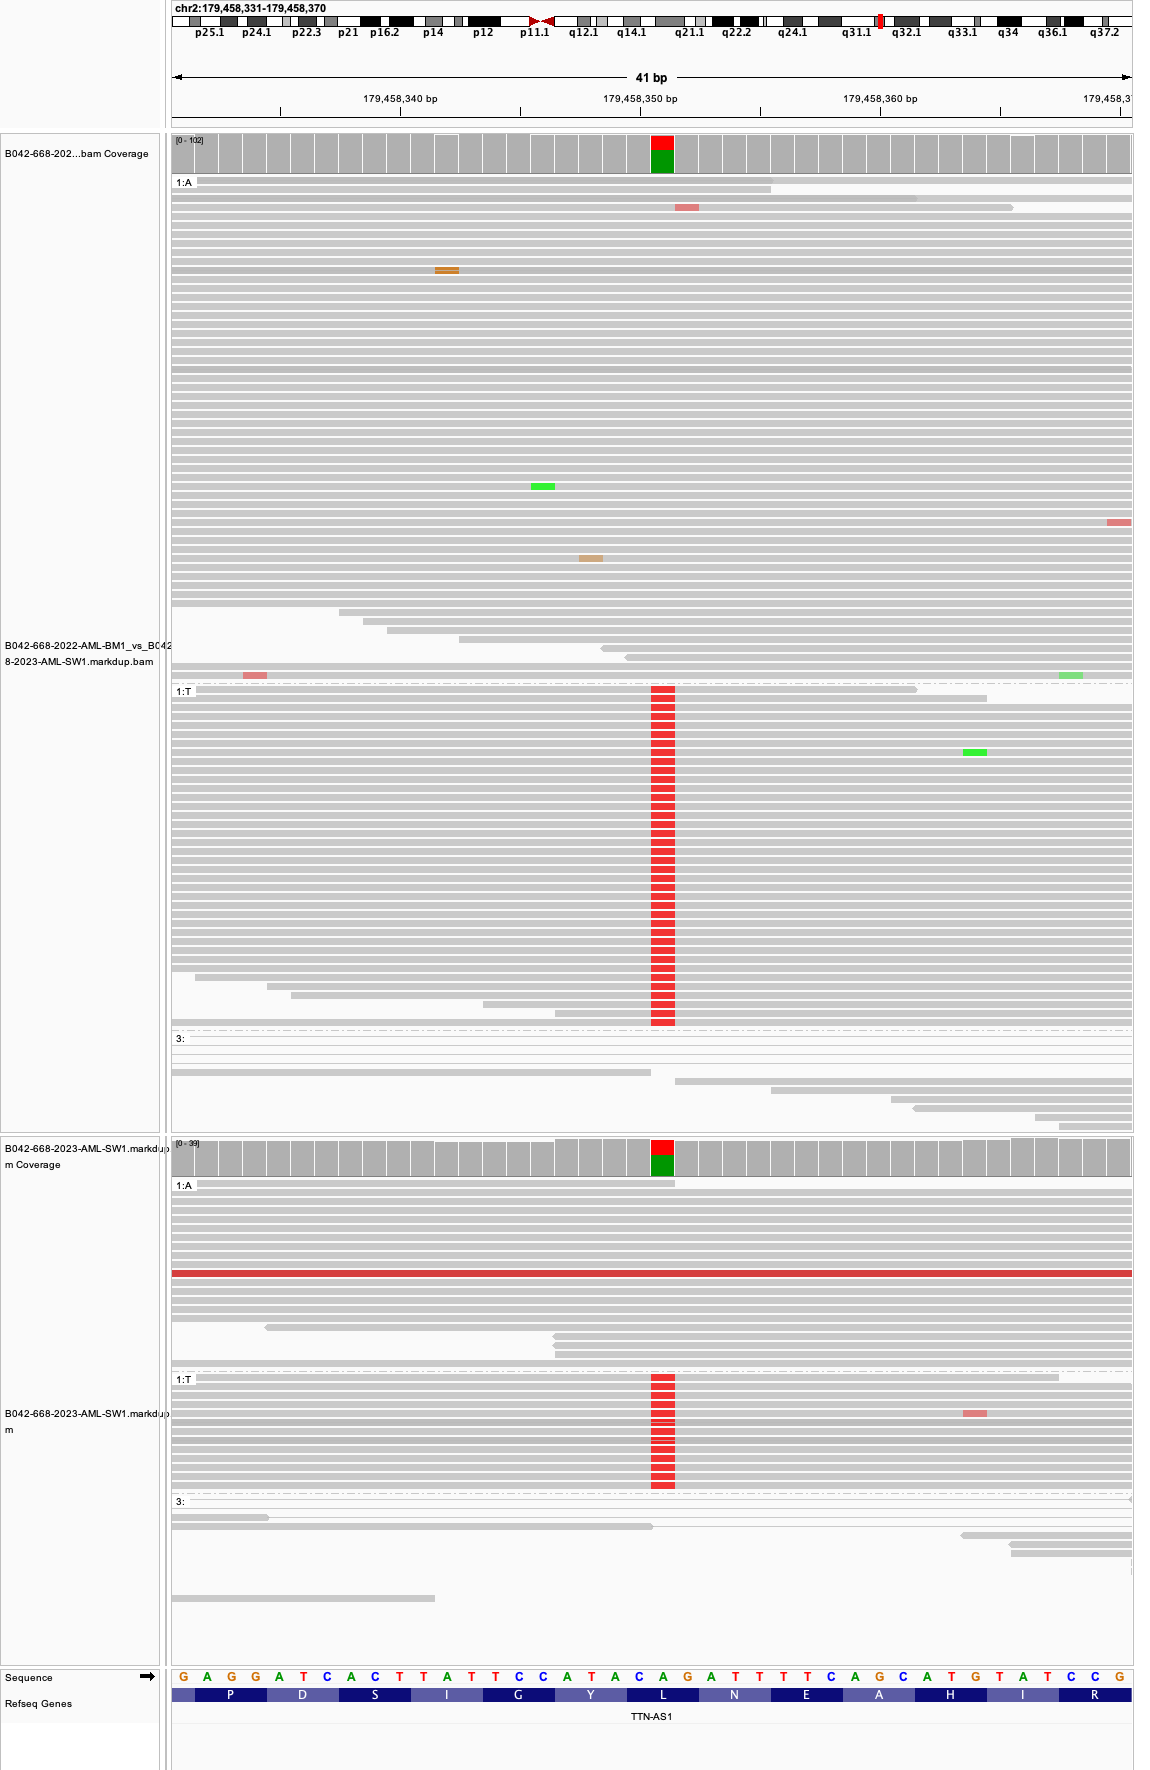 chr2:179,458,331-179,458,370
p25.1 p24.1 p22.3 p21 p16.2 p14 p12 p11.1 q12.1 q14.1 q21.1 q22.2 q24.1 q31.1 q32.1 q33.1 q34 q36.1 q37.2
41 bp
179,458,340 bp 179,458,350 bp 179,458,360 bp 179,458,37
B042-668-202...bam Coverage
[0 - 102]
1:A
B042-668-2022-AML-BM1_vs_B042
8-2023-AML-SW1.markdup.bam
1:T
3:
B042-668-2023-AML-SW1.markdup
m Coverage
[0 - 39]
1:A
1:T
B042-668-2023-AML-SW1.markdup
m
3:
Sequence
G A G G A T C A C T T A T T C C A T A C A G A T T T T C A G C A T G T A T C C G
Refseq Genes
P D S I G Y L N E A H I R
TTN-AS1